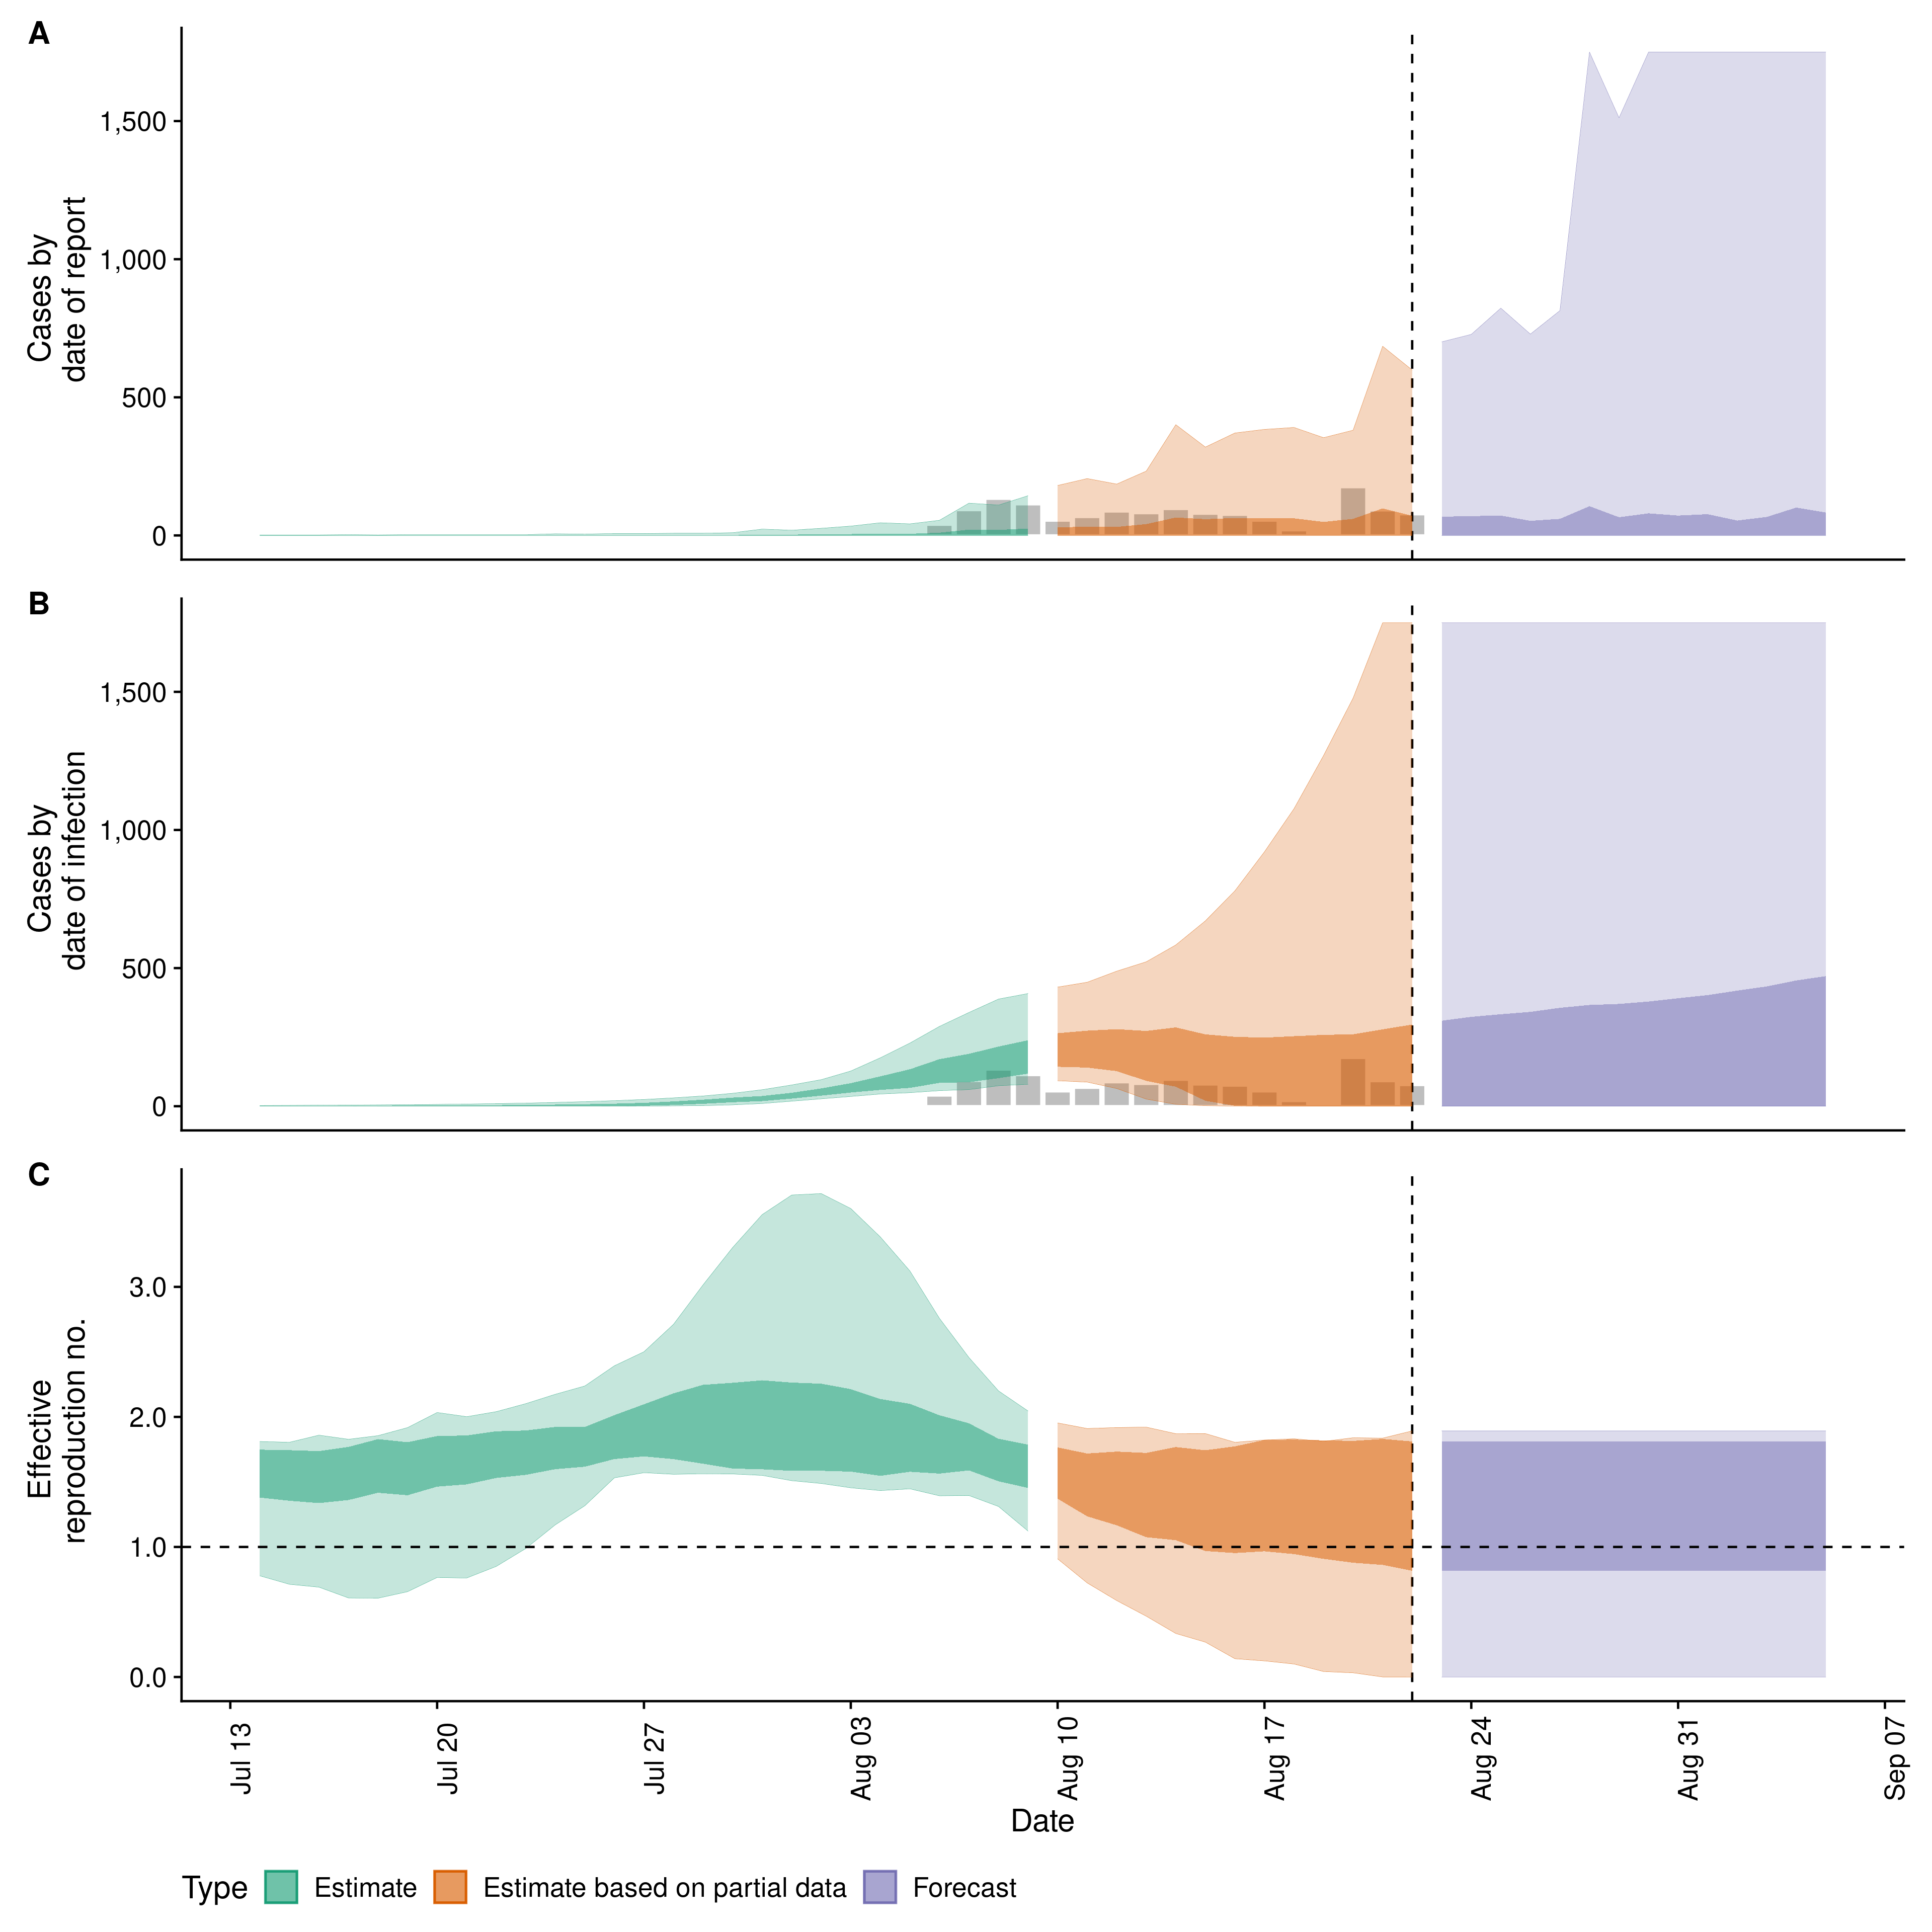 A
Cases by
date of report
1,500
1,000
500
0
B
Cases by
date of infection
1,500
1,000
500
0
C
Effective
reproduction no.
3.0
2.0
1.0
0.0
Jul 13
Jul 20
Jul 27
Aug 03
Aug 10
Aug 17
Aug 24
Aug 31
Sep 07
Date
Type Estimate Estimate based on partial data Forecast